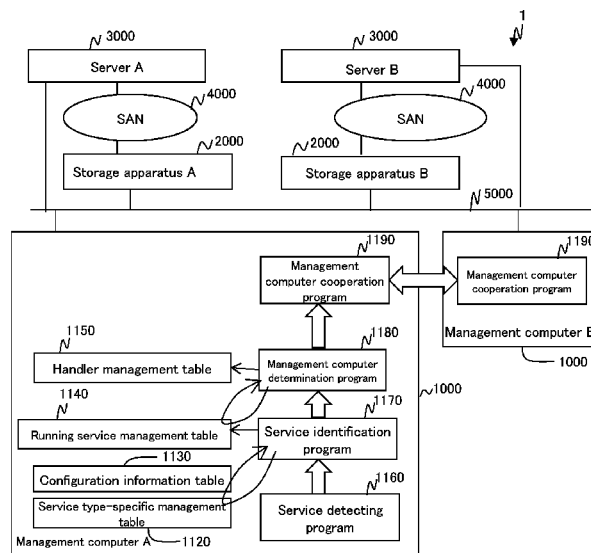 1
3000
Server A
3000
Server B
4000
SAN
4000
SAN
2000
Storage apparatus A
2000
Storage apparatus B
5000
1190
Management
computer cooperation
program
1190
Management computer
cooperation program
Management computer B
1000
1150
Handler management table
1180
Management computer
determination program
1000
1140
Running service management table
1170
Service identification
program
1130
Configuration information table
1160
Service detecting
program
Service type-specific management
table
1120
Management computer A